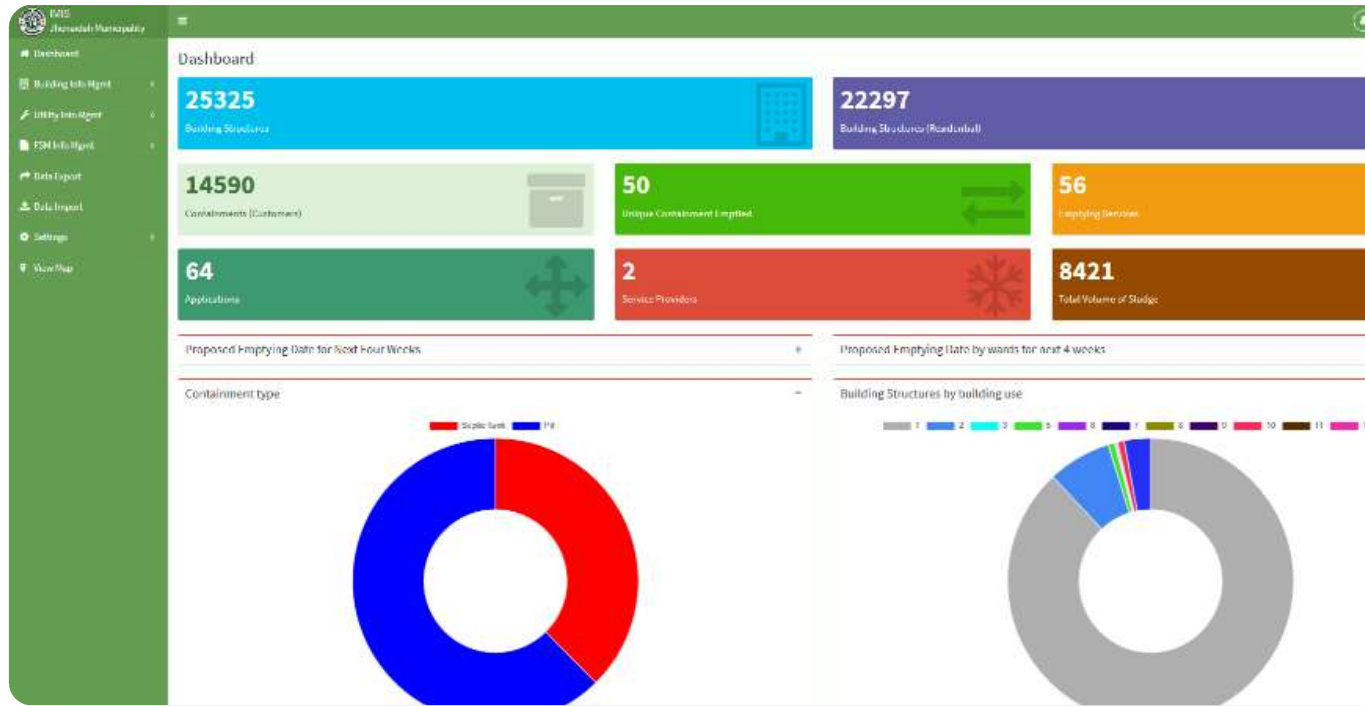 IMIS
Jhenaidah Municipality
Dashboard
Building Info Mgmt
Utility Info Mgmt
FSM Info Mgmt
Data Export
Data Import
Settings
View Map
Dashboard
25325
Building Structures
22297
Building Structures (Residential)
14590
Containments (Customers)
50
Unique Containment Emptied
56
Emptying Services
64
Applications
2
Service Providers
8421
Total Volume of Sludge
Proposed Emptying Date for Next Four Weeks
Proposed Emptying Date by wards for next 4 weeks
Containment type
Building Structures by building use
Septic Tank Pit
1 2 3 5 6 7 8 9 10 11